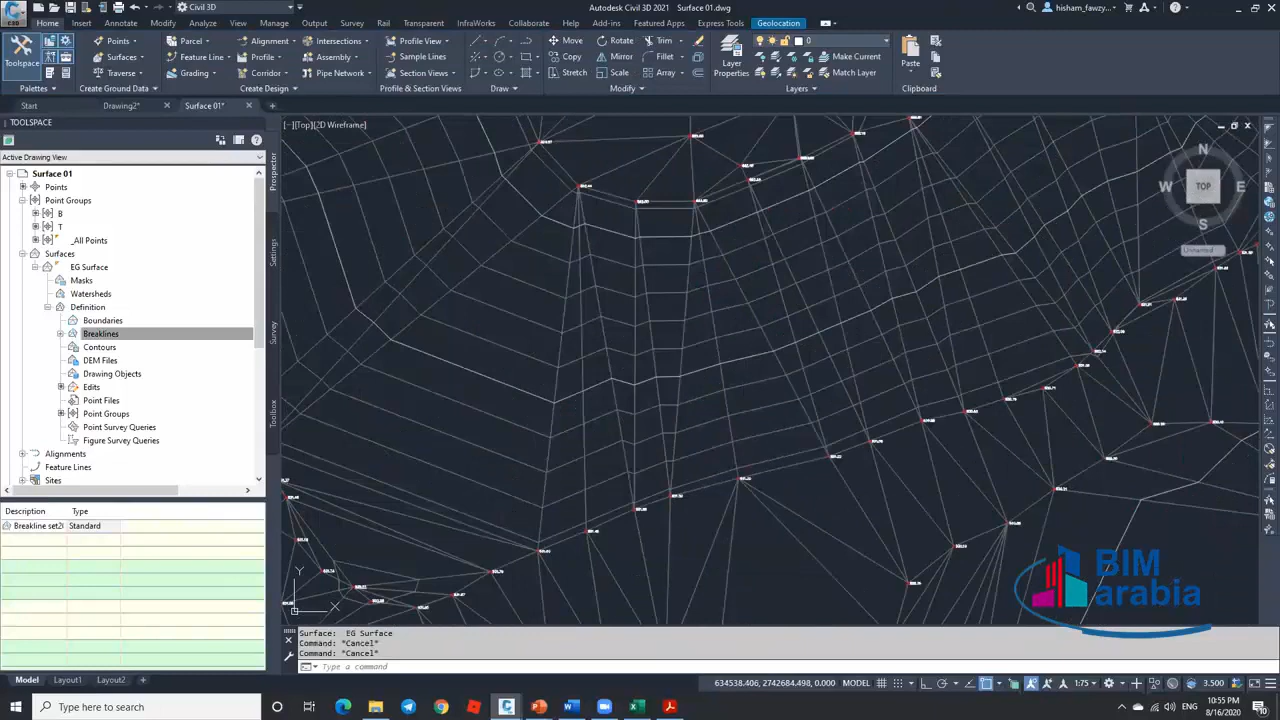 C3D
Civil 3D
Autodesk Civil 3D 2021
Surface 01.dwg
hisham_fawzy...
Home
Insert
Annotate
Modify
Analyze
View
Manage
Output
Survey
Rail
Transparent
InfraWorks
Collaborate
Help
Add-ins
Featured Apps
Express Tools
Geolocation
Toolspace
Palettes
Points
Surfaces
Traverse
Create Ground Data
Parcel
Feature Line
Grading
Alignment
Profile
Corridor
Intersections
Assembly
Pipe Network
Create Design
Profile View
Sample Lines
Section Views
Profile & Section Views
Draw
Move
Copy
Stretch
Rotate
Mirror
Scale
Trim
Fillet
Array
Modify
Layer
Properties
0
Make Current
Match Layer
Layers
Paste
Clipboard
Start
Drawing2*
Surface 01*
TOOLSPACE
Active Drawing View
Surface 01
Points
Point Groups
B
T
_All Points
Surfaces
EG Surface
Masks
Watersheds
Definition
Boundaries
Breaklines
Contours
DEM Files
Drawing Objects
Edits
Point Files
Point Groups
Point Survey Queries
Figure Survey Queries
Alignments
Feature Lines
Sites
Prospector
Settings
Survey
Toolbox
Description
Type
Breakline set2
Standard
[−][Top][2D Wireframe]
N
W
TOP
E
S
Unnamed
Y
X
BIM
arabia
Surface: EG Surface
Command: *Cancel*
Command: *Cancel*
Type a command
Model
Layout1
Layout2
634538.406, 2742684.498, 0.000
MODEL
1:75
3.500
Type here to search
10:55 PM
8/16/2020